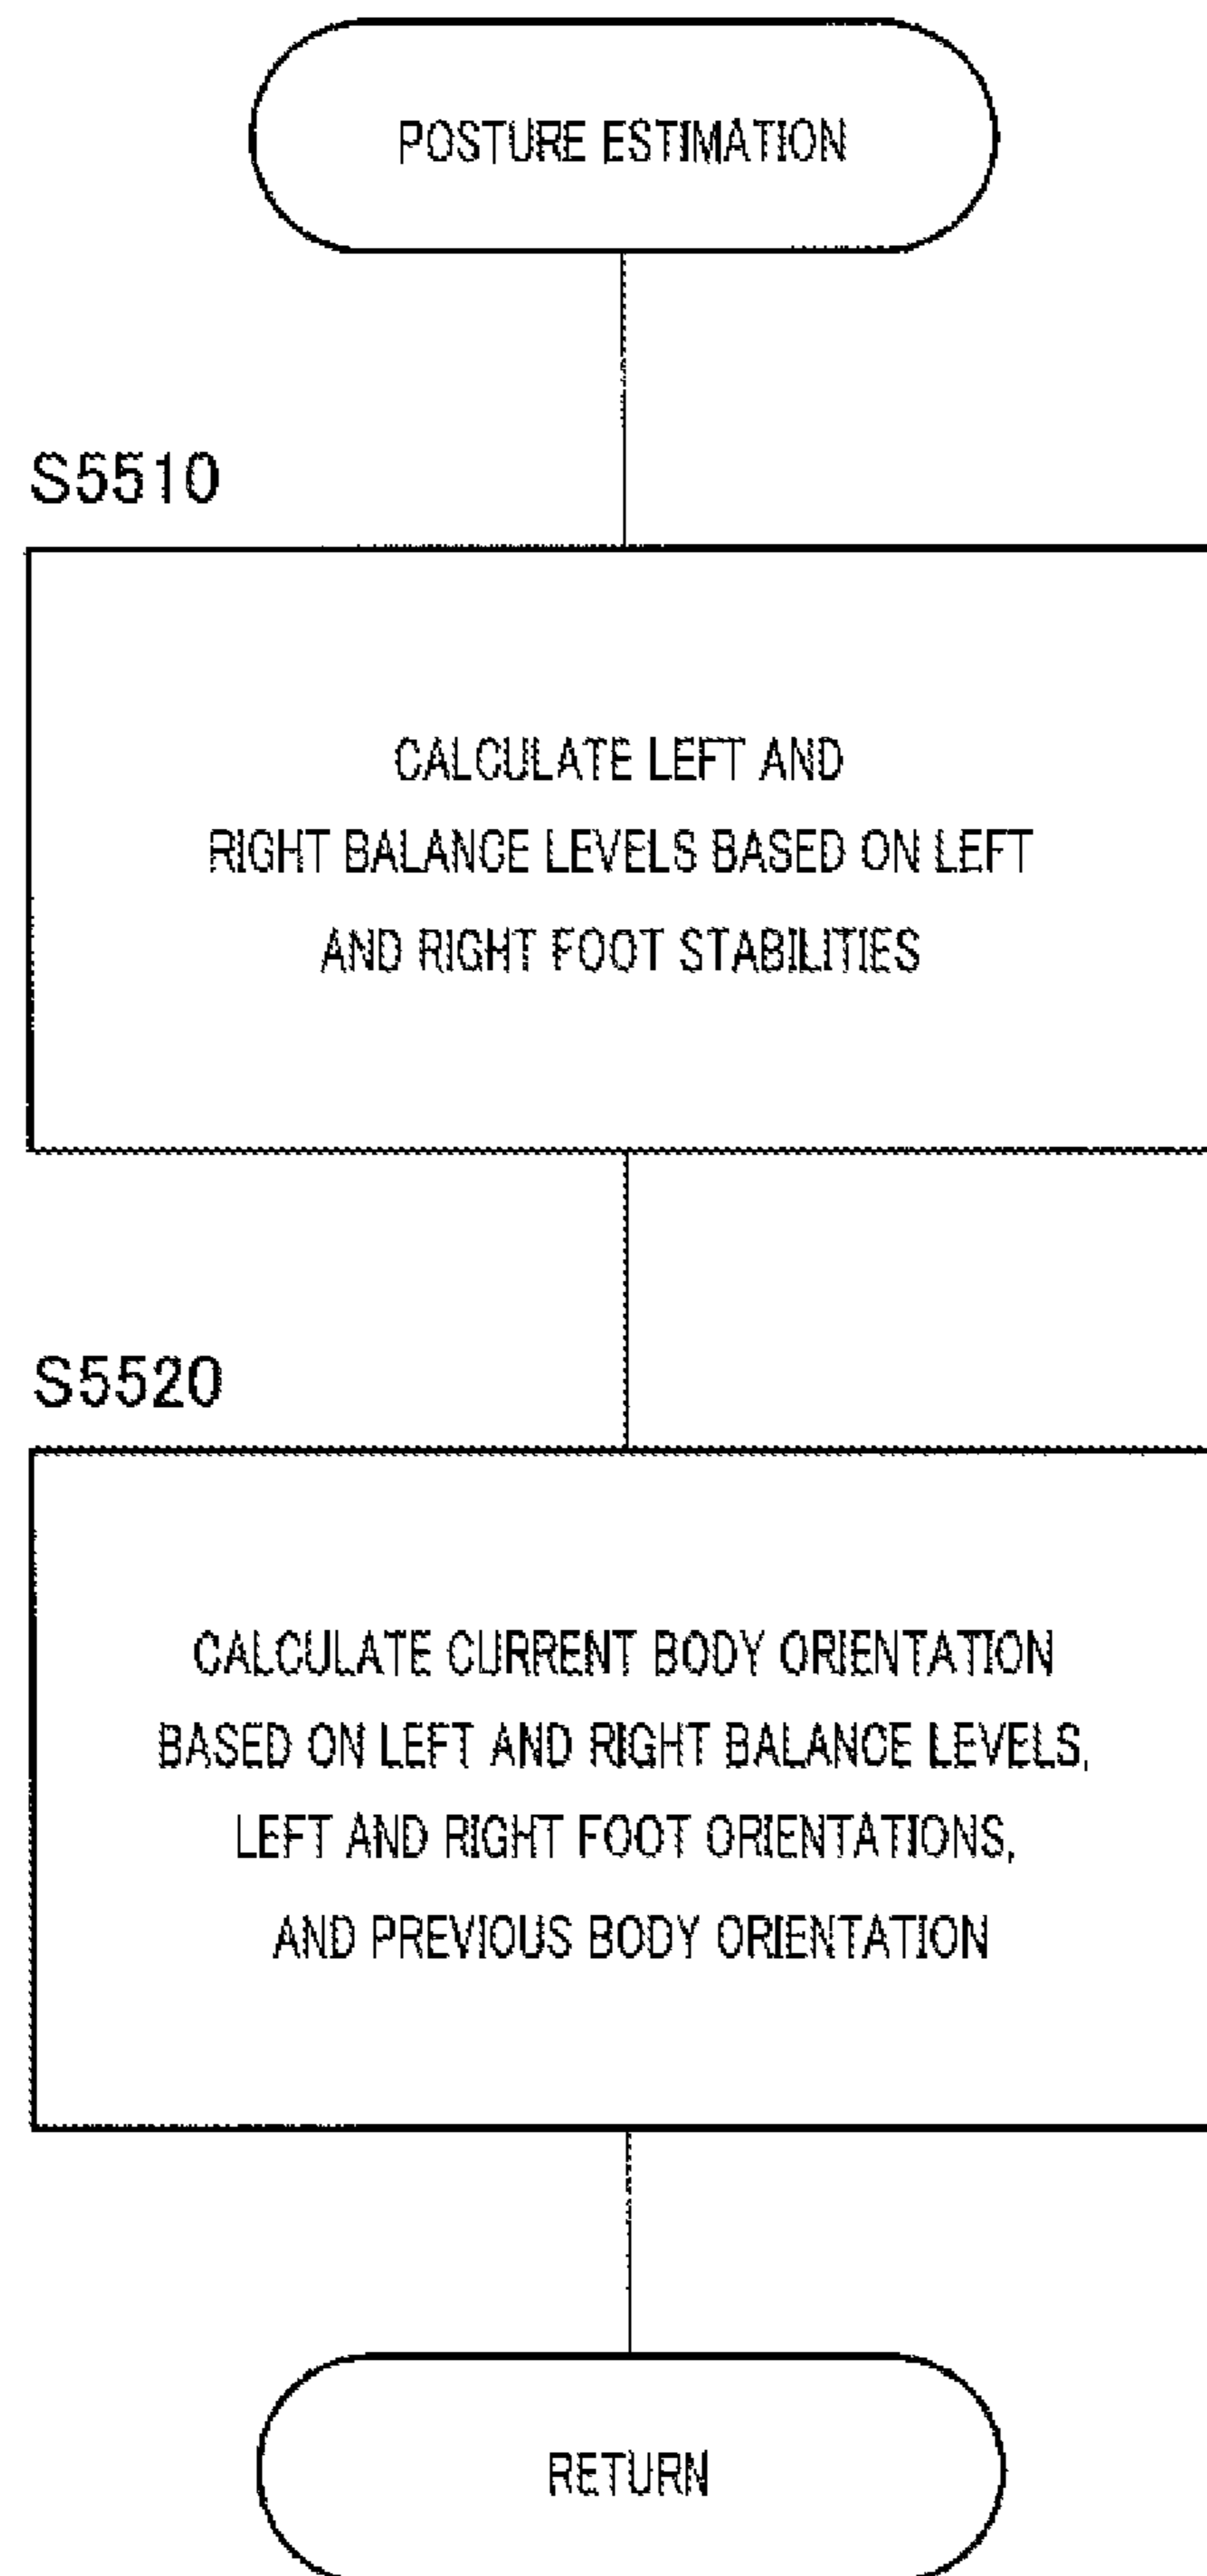 POSTURE ESTIMATION
S5510
CALCULATE LEFT AND
RIGHT BALANCE LEVELS BASED ON LEFT
AND RIGHT FOOT STABILITIES
S5520
CALCULATE CURRENT BODY ORIENTATION
BASED ON LEFT AND RIGHT BALANCE LEVELS,
LEFT AND RIGHT FOOT ORIENTATIONS,
AND PREVIOUS BODY ORIENTATION
RETURN